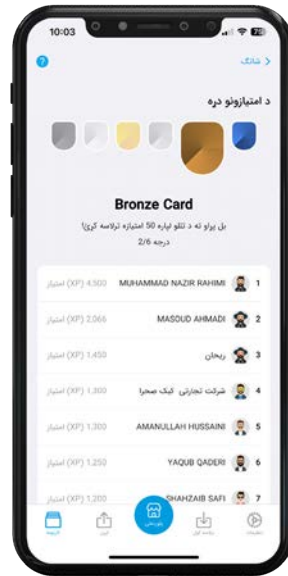 10:03
شاتگ
د امتیازونو دره
Bronze Card
بل پړاو ته د تللو لپاره 50 امتیازه ترلاسه کړئ!
درجه 2/6
1 MUHAMMAD NAZIR RAHIMI 4,500 (XP) امتیاز
2 MASOUD AHMADI 2,066 (XP) امتیاز
3 ریحان 1,450 (XP) امتیاز
4 شرکت تجارتی کیک صحرا 1,300 (XP) امتیاز
5 AMANULLAH HUSSAINI 1,300 (XP) امتیاز
6 YAQUB QADERI 1,250 (XP) امتیاز
7 SHAHZAIB SAFI 1,200 (XP) امتیاز